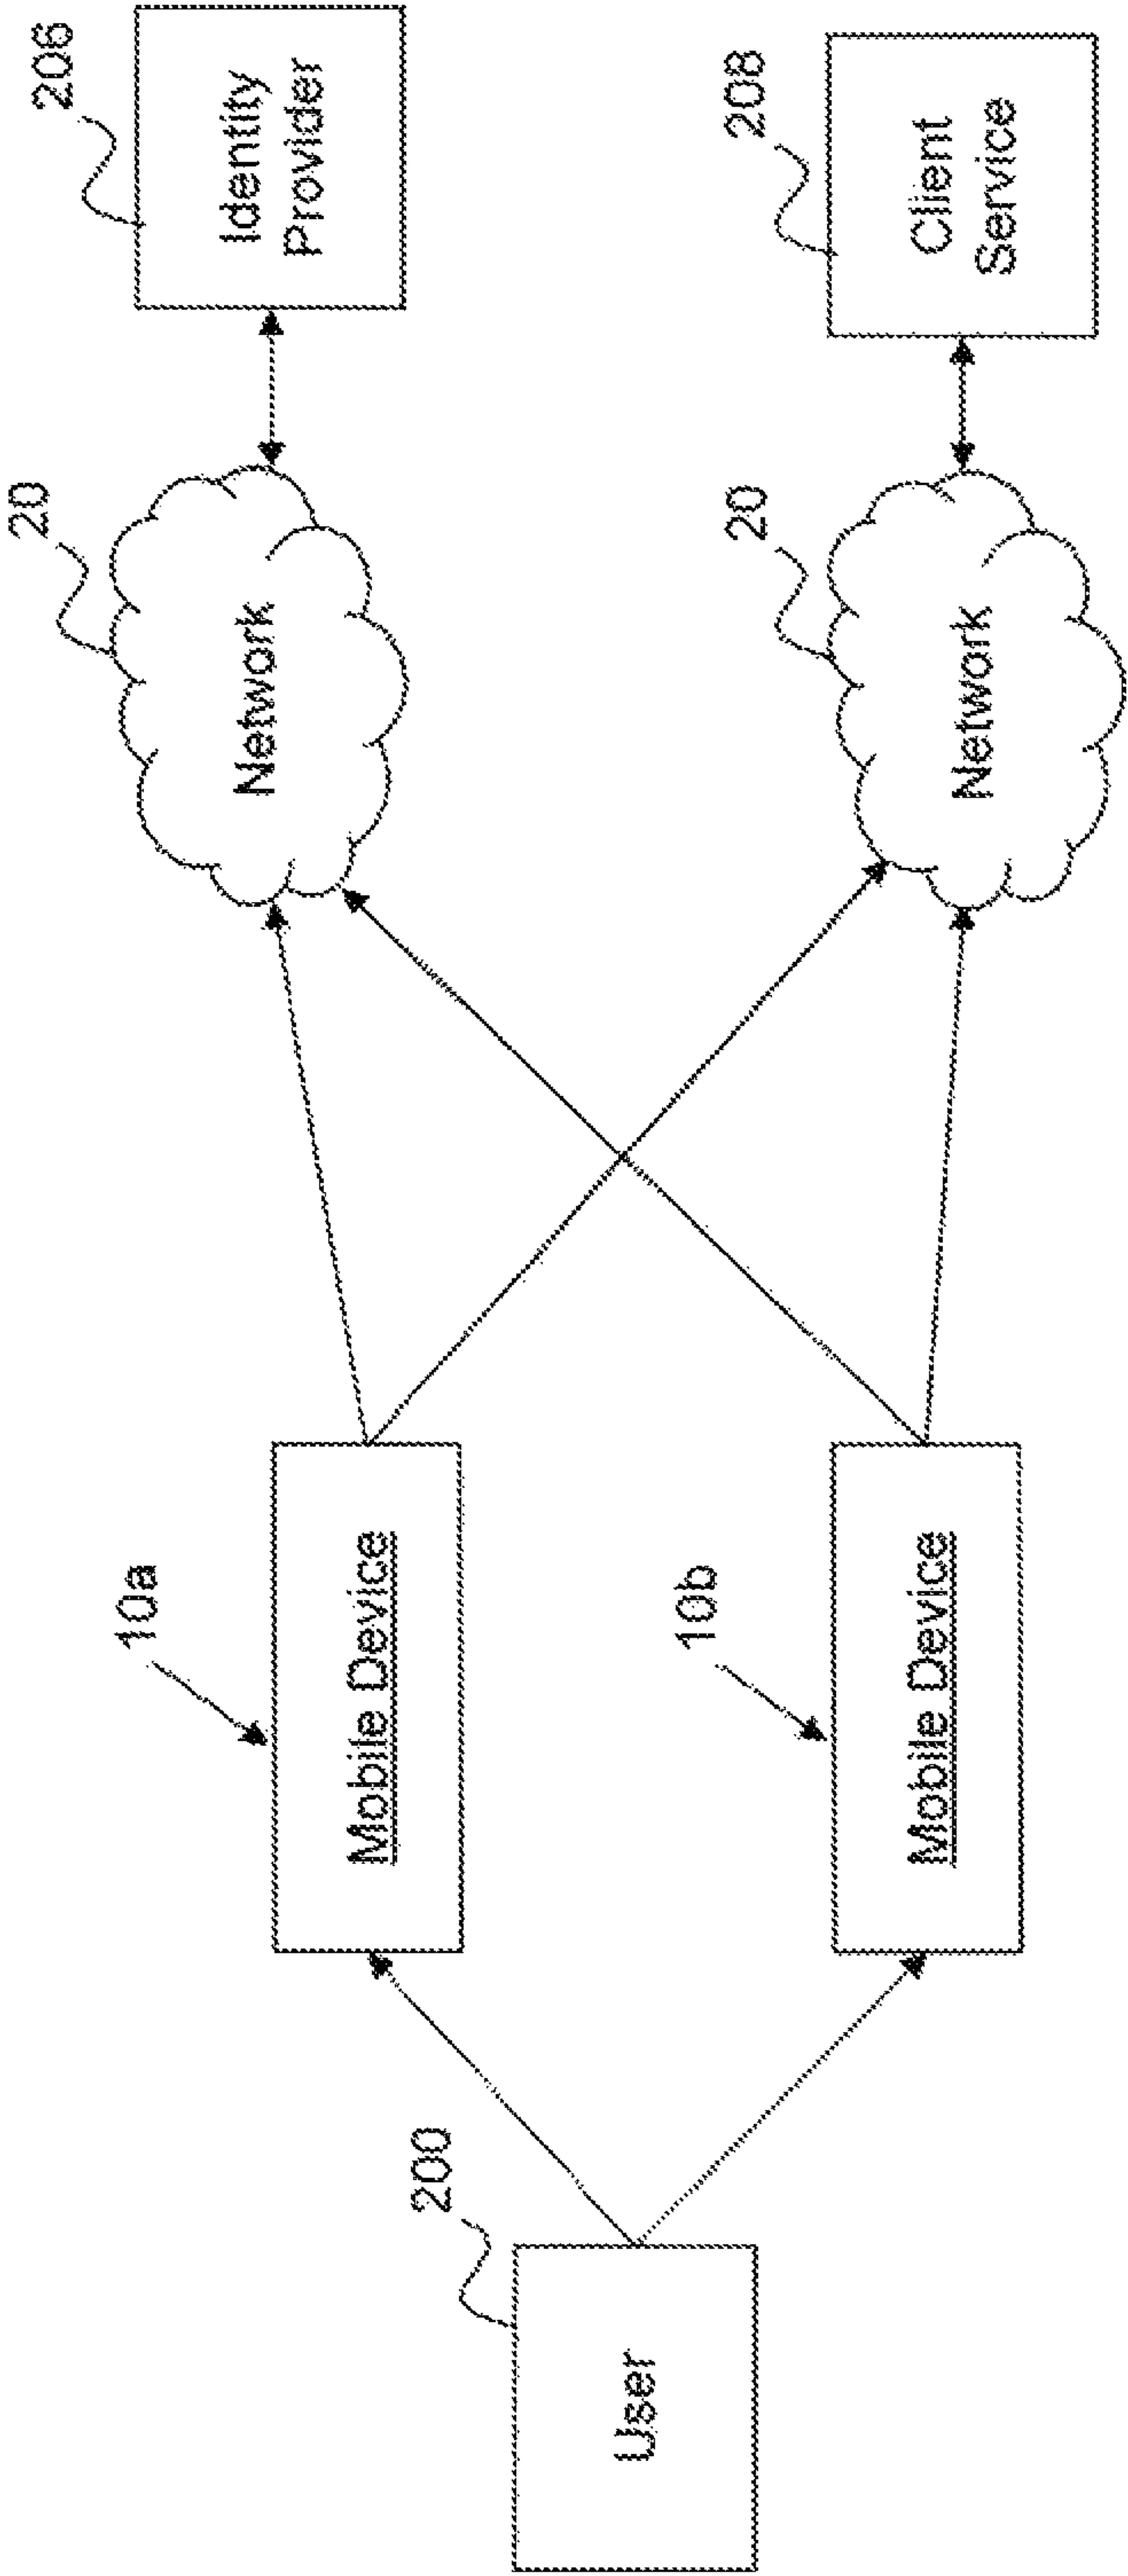 200
User
10a
Mobile Device
10b
Mobile Device
20
Network
20
Network
206
Identity
Provider
208
Client
Service